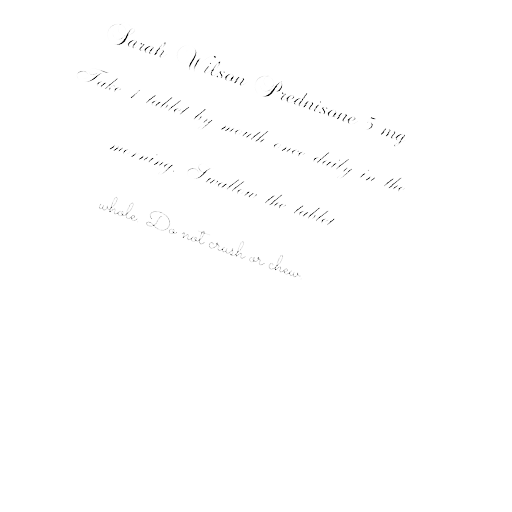 Sarah Wilson Prednisone 5 mg
Take 1 tablet by mouth once daily in the
morning. Swallow the tablet
whole. Do not crush or chew